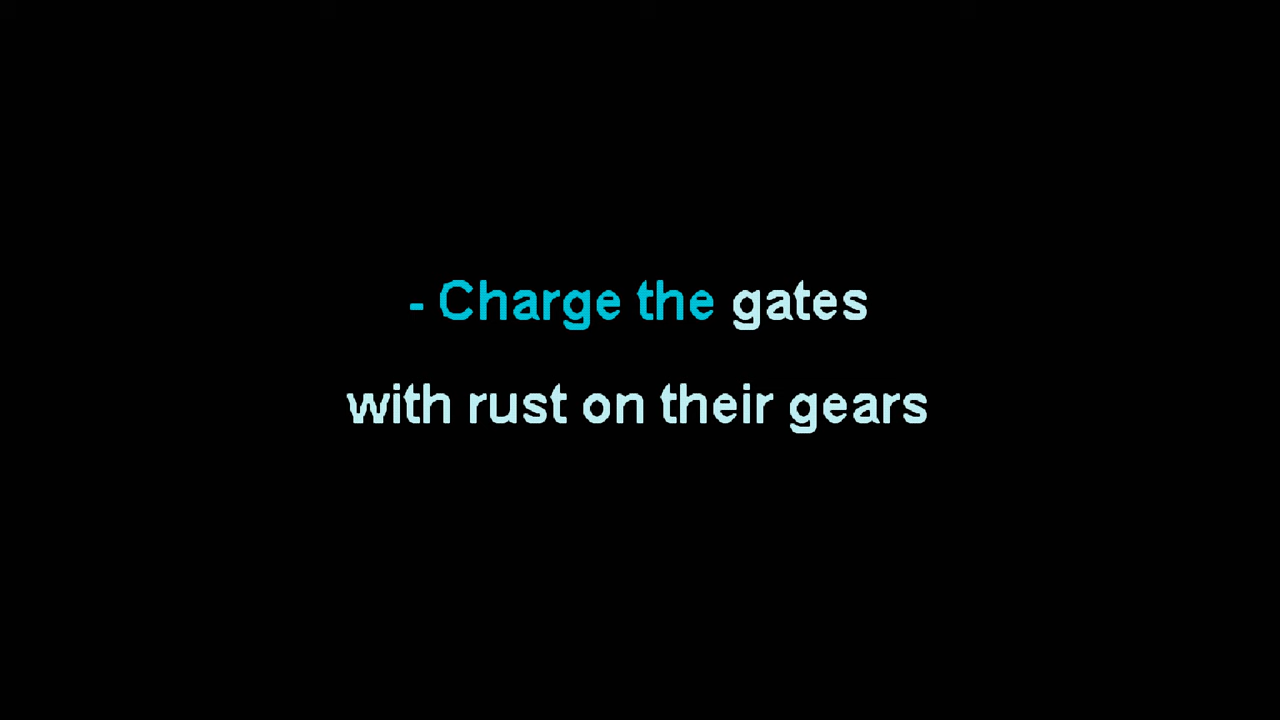 - Charge the gates
with rust on their gears